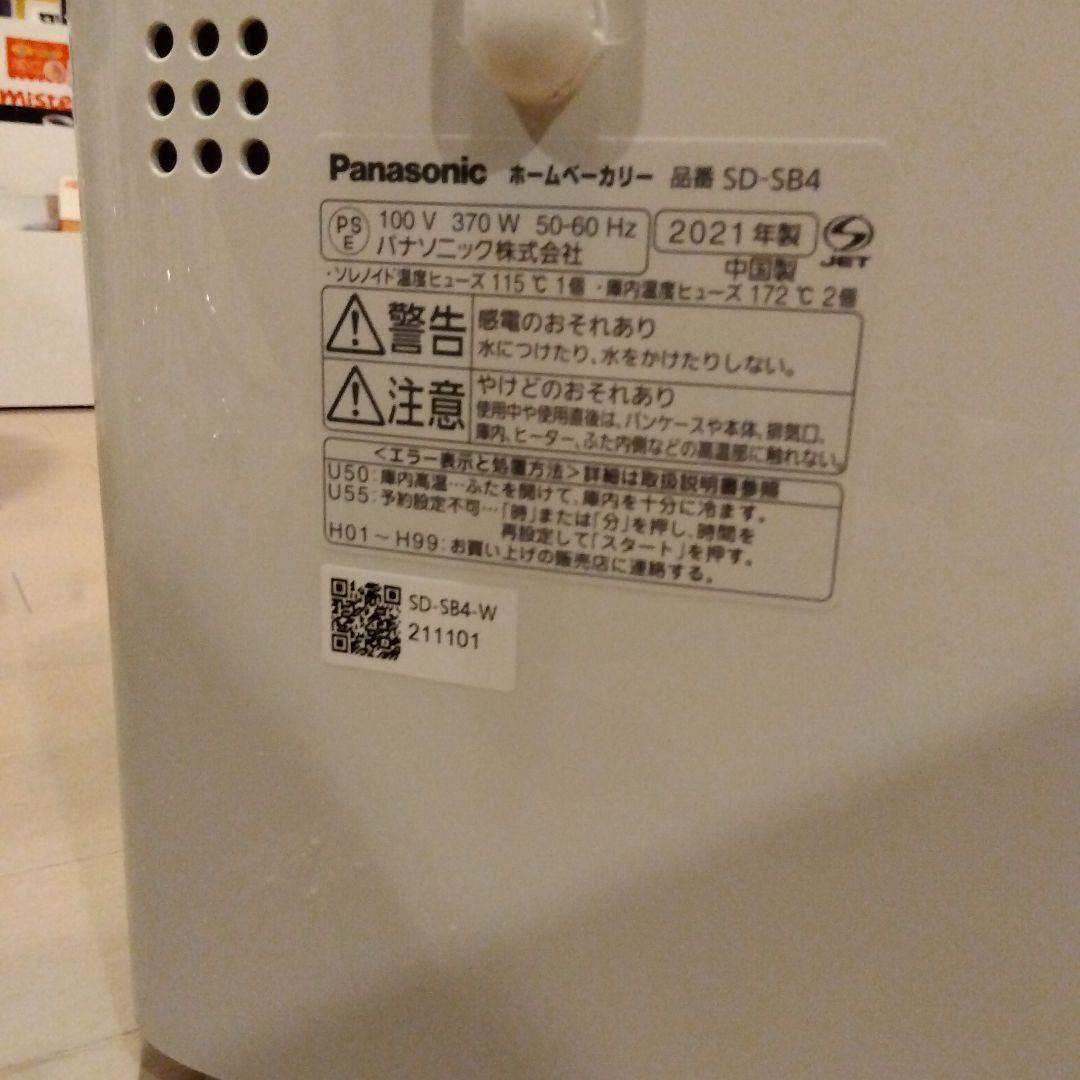 miste
Panasonic ホームベーカリー 品番 SD-SB4
PS E 100 V 370 W 50-60 Hz
パナソニック株式会社
2021年製
中国製
JET
・ソレノイド温度ヒューズ 115 ℃ 1個 ・庫内温度ヒューズ 172 ℃ 2個
警告
感電のおそれあり
水につけたり、水をかけたりしない。
注意
やけどのおそれあり
使用中や使用直後は、パンケースや本体、排気口、
庫内、ヒーター、ふた内側などの高温部に触れない。
＜エラー表示と処置方法＞詳細は取扱説明書参照
U50：庫内高温…ふたを開けて、庫内を十分に冷ます。
U55：予約設定不可…「時」または「分」を押し、時間を
再設定して「スタート」を押す。
H01～H99：お買い上げの販売店に連絡する。
SD-SB4-W
211101